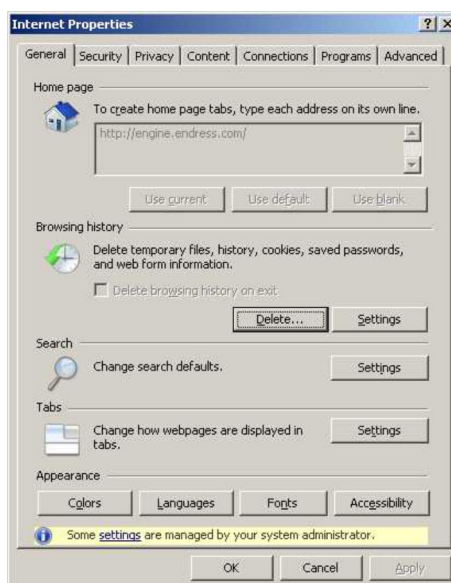 Internet Properties
General Security Privacy Content Connections Programs Advanced
Home page
To create home page tabs, type each address on its own line.
http://engine.endress.com/
Use current Use default Use blank
Browsing history
Delete temporary files, history, cookies, saved passwords,
and web form information.
Delete browsing history on exit
Delete... Settings
Search
Change search defaults. Settings
Tabs
Change how webpages are displayed in
tabs.
Settings
Appearance
Colors Languages Fonts Accessibility
Some settings are managed by your system administrator.
OK Cancel Apply